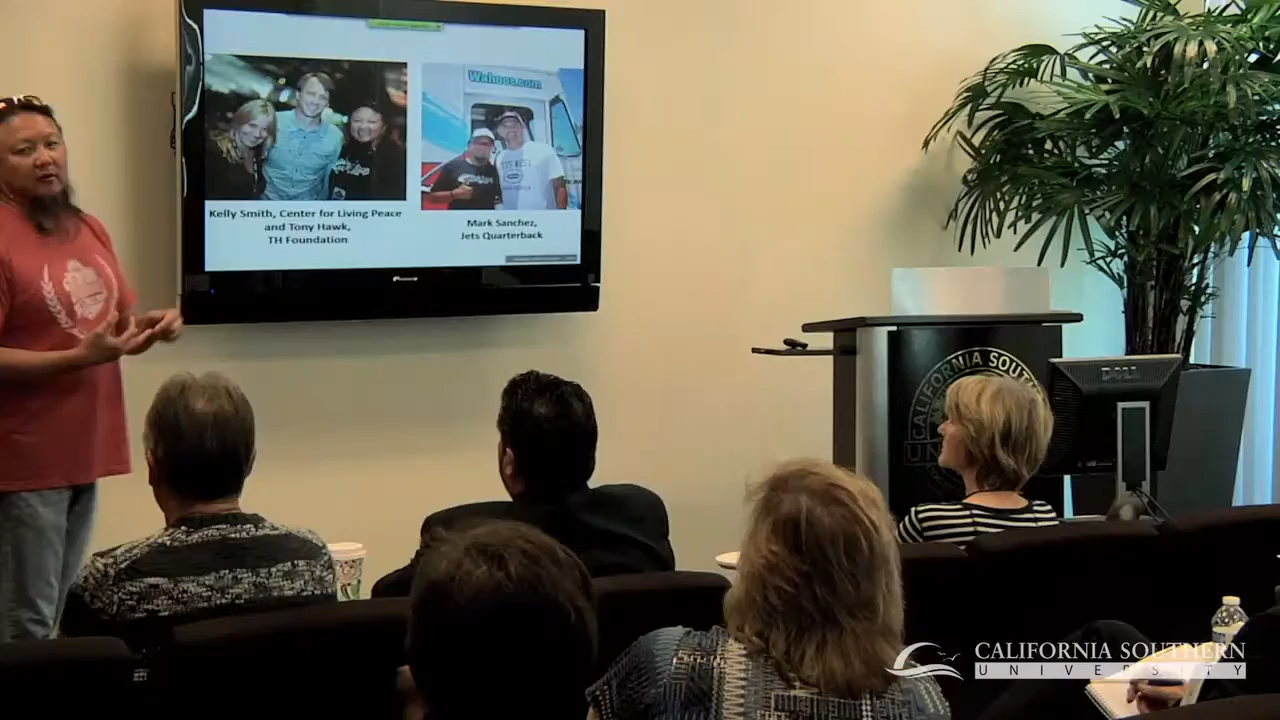 Wahoos.com
Kelly Smith, Center for Living Peace
and Tony Hawk,
TH Foundation
Mark Sanchez,
Jets Quarterback
CALIFORNIA SOUT
DELL
CALIFORNIA SOUTHERN
UNIVERSITY